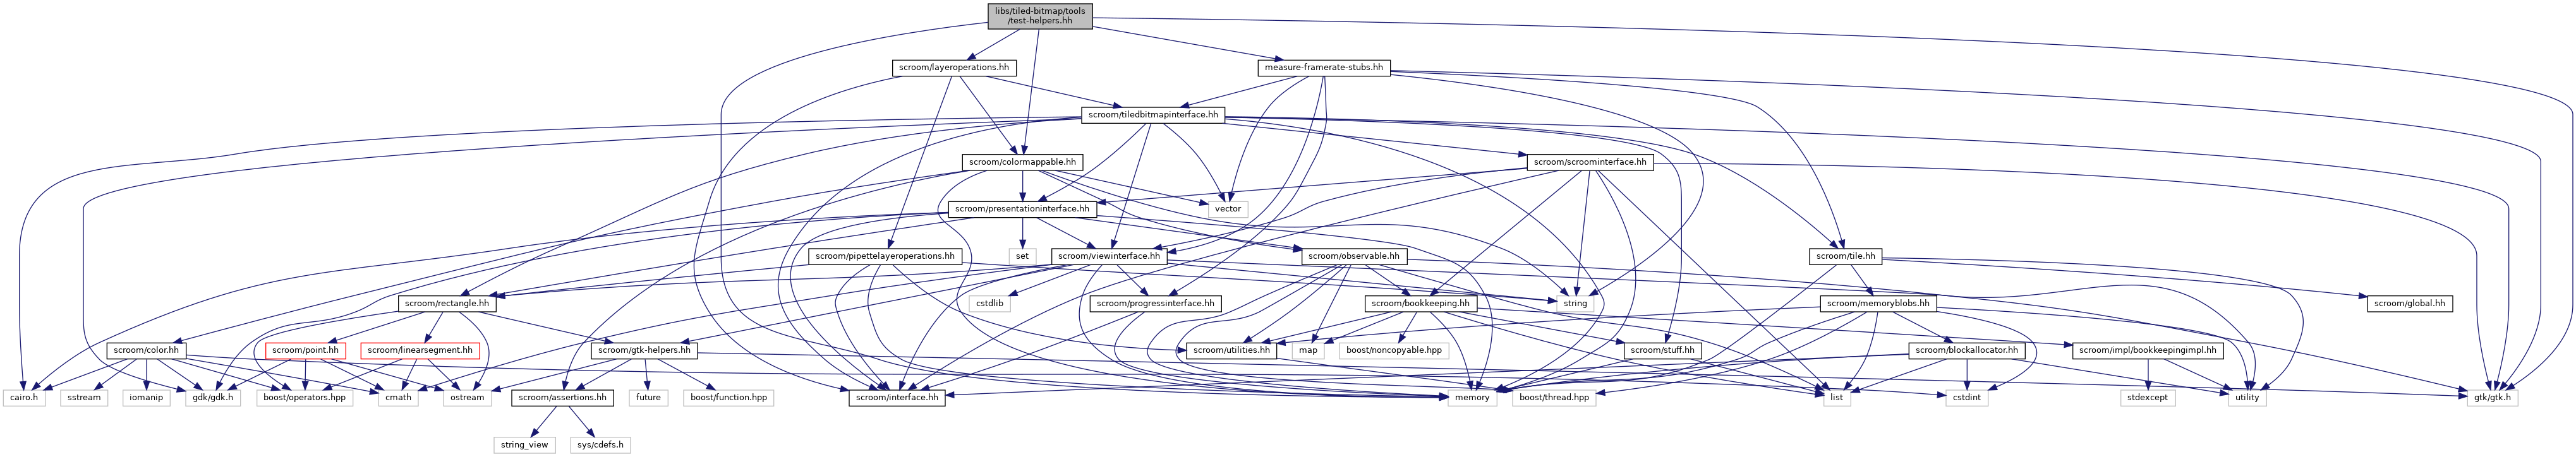 libs/tiled-bitmap/tools
/test-helpers.hh
scroom/layeroperations.hh
measure-framerate-stubs.hh
scroom/tiledbitmapinterface.hh
scroom/colormappable.hh
scroom/scroominterface.hh
scroom/presentationinterface.hh
vector
scroom/pipettelayeroperations.hh
set
scroom/viewinterface.hh
scroom/observable.hh
scroom/tile.hh
scroom/rectangle.hh
cstdlib
scroom/progressinterface.hh
scroom/bookkeeping.hh
string
scroom/memoryblobs.hh
scroom/global.hh
scroom/color.hh
scroom/point.hh
scroom/linearsegment.hh
scroom/gtk-helpers.hh
scroom/utilities.hh
map
boost/noncopyable.hpp
scroom/stuff.hh
scroom/blockallocator.hh
scroom/impl/bookkeepingimpl.hh
cairo.h
sstream
iomanip
gdk/gdk.h
boost/operators.hpp
cmath
ostream
scroom/assertions.hh
future
boost/function.hpp
scroom/interface.hh
memory
boost/thread.hpp
list
cstdint
stdexcept
utility
gtk/gtk.h
string_view
sys/cdefs.h